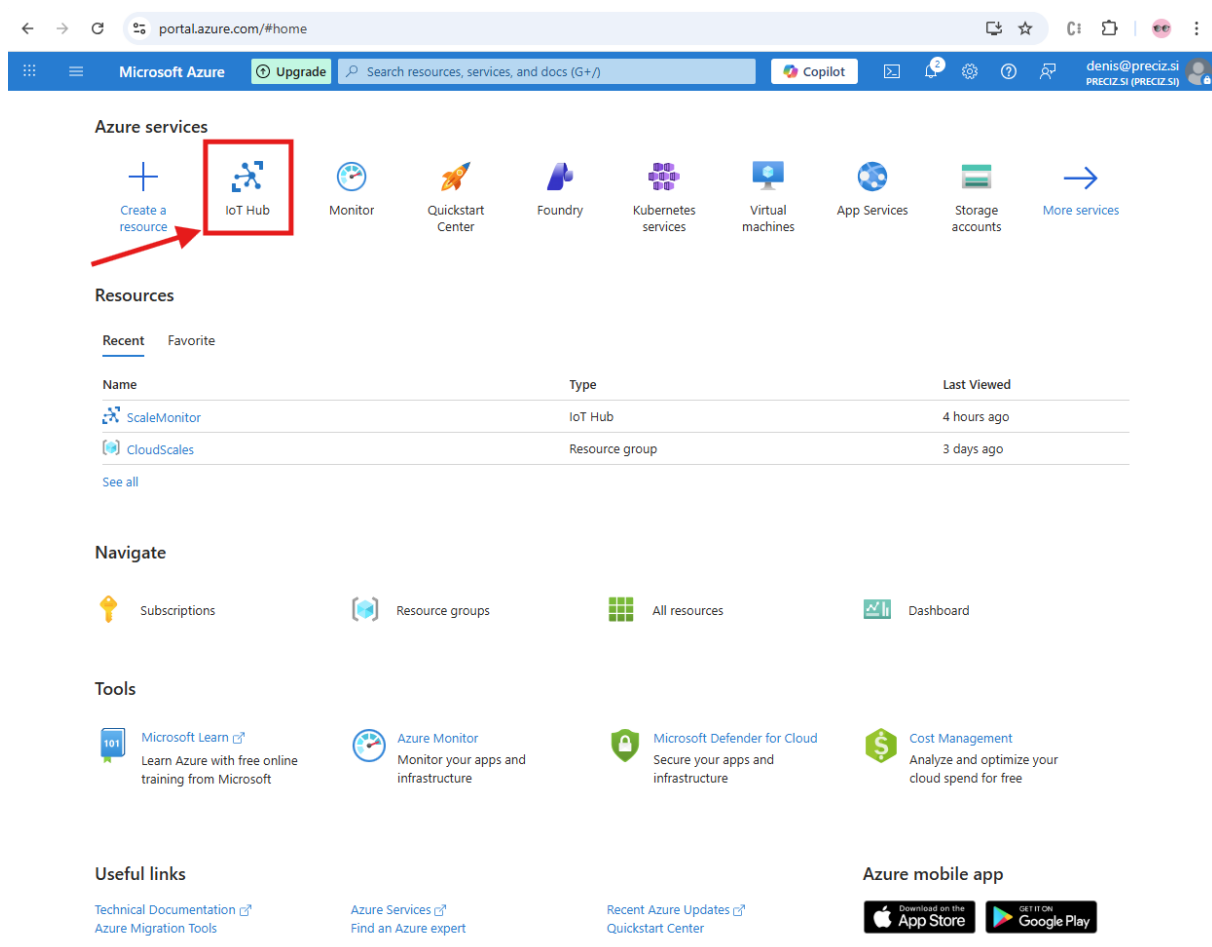 portal.azure.com/#home
Microsoft Azure
Upgrade
Search resources, services, and docs (G+/)
Copilot
2
denis@preciz.si
PRECIZ.SI (PRECIZ.SI)
Azure services
Create a
resource
IoT Hub
Monitor
Quickstart
Center
Foundry
Kubernetes
services
Virtual
machines
App Services
Storage
accounts
More services
Resources
Recent
Favorite
Name Type Last Viewed
ScaleMonitor IoT Hub 4 hours ago
CloudScales Resource group 3 days ago
See all
Navigate
Subscriptions
Resource groups
All resources
Dashboard
Tools
101
Microsoft Learn
Learn Azure with free online
training from Microsoft
Azure Monitor
Monitor your apps and
infrastructure
Microsoft Defender for Cloud
Secure your apps and
infrastructure
$
Cost Management
Analyze and optimize your
cloud spend for free
Useful links
Technical Documentation
Azure Migration Tools
Azure Services
Find an Azure expert
Recent Azure Updates
Quickstart Center
Azure mobile app
Download on the
App Store
GET IT ON
Google Play